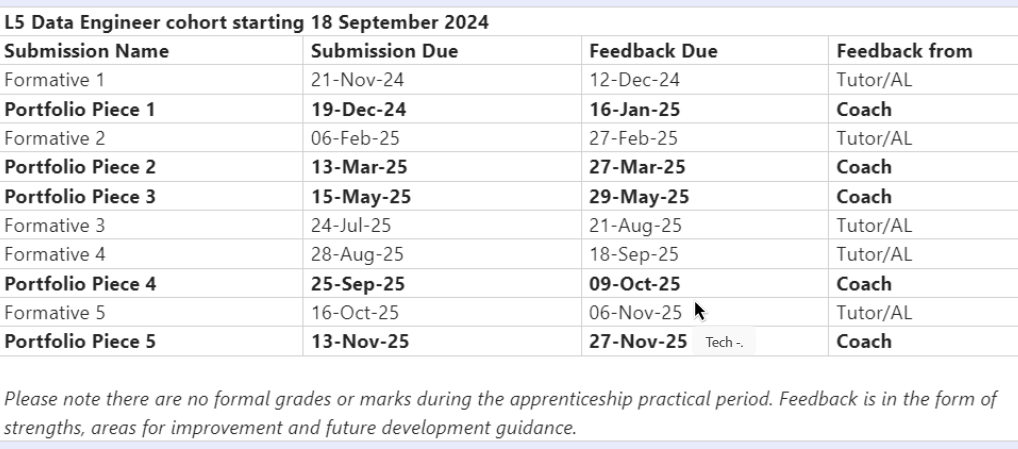 L5 Data Engineer cohort starting 18 September 2024
Submission Name Submission Due Feedback Due Feedback from
Formative 1 21-Nov-24 12-Dec-24 Tutor/AL
Portfolio Piece 1 19-Dec-24 16-Jan-25 Coach
Formative 2 06-Feb-25 27-Feb-25 Tutor/AL
Portfolio Piece 2 13-Mar-25 27-Mar-25 Coach
Portfolio Piece 3 15-May-25 29-May-25 Coach
Formative 3 24-Jul-25 21-Aug-25 Tutor/AL
Formative 4 28-Aug-25 18-Sep-25 Tutor/AL
Portfolio Piece 4 25-Sep-25 09-Oct-25 Coach
Formative 5 16-Oct-25 06-Nov-25 Tutor/AL
Portfolio Piece 5 13-Nov-25 27-Nov-25 Tech -. Coach
Please note there are no formal grades or marks during the apprenticeship practical period. Feedback is in the form of
strengths, areas for improvement and future development guidance.